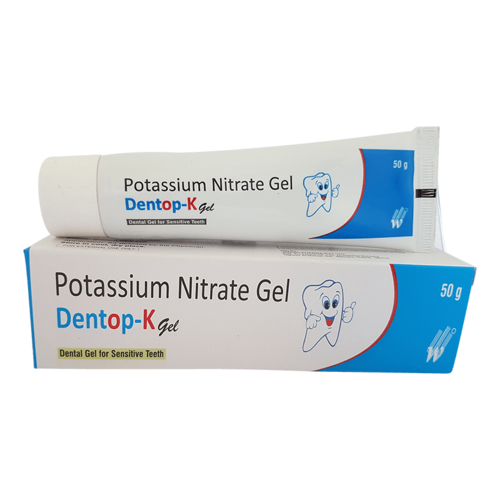 Potassium Nitrate Gel
Dentop-K Gel
Dental Gel for Sensitive Teeth
50 g
W
Potassium Nitrate Gel
Dentop-K Gel
Dental Gel for Sensitive Teeth
50 g
W